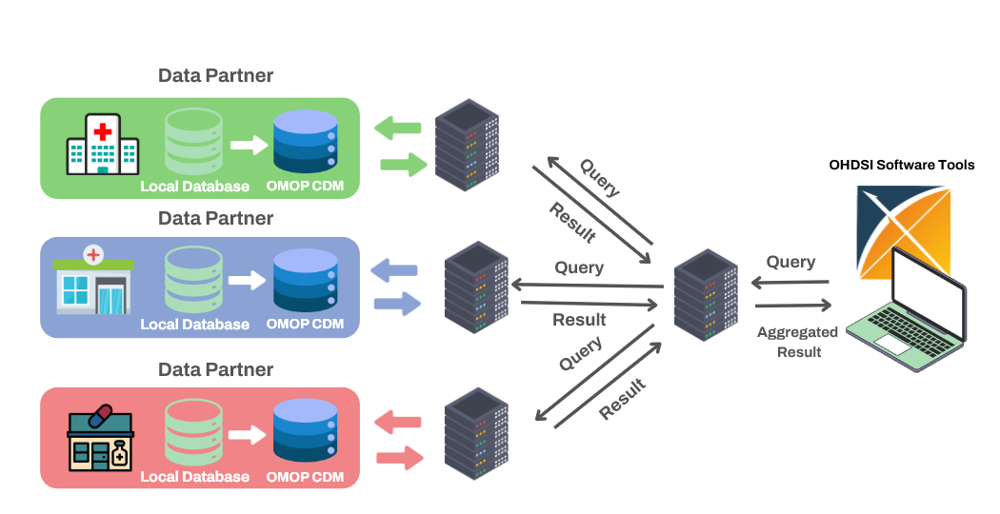 Data Partner
Local Database
OMOP CDM
Data Partner
Local Database
OMOP CDM
Data Partner
Local Database
OMOP CDM
Query
Result
Query
Result
Query
Result
OHDSI Software Tools
Query
Aggregated
Result